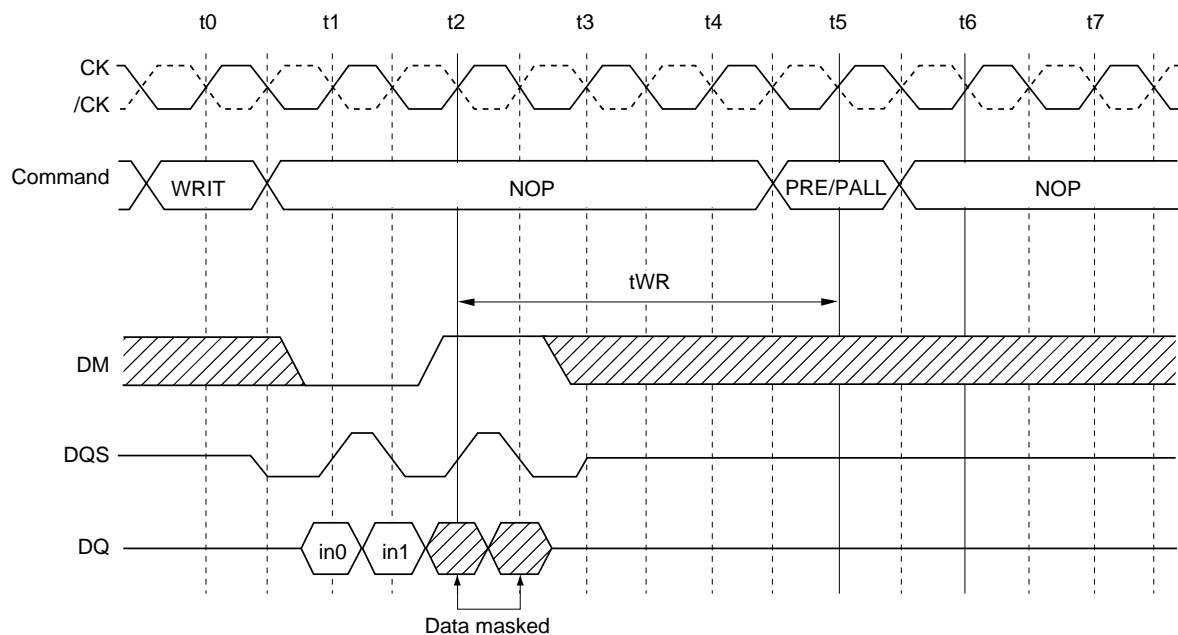 t0 t1 t2 t3 t4 t5 t6 t7
CK
/CK
Command WRIT NOP PRE/PALL NOP
tWR
DM
DQS
DQ in0 in1
Data masked